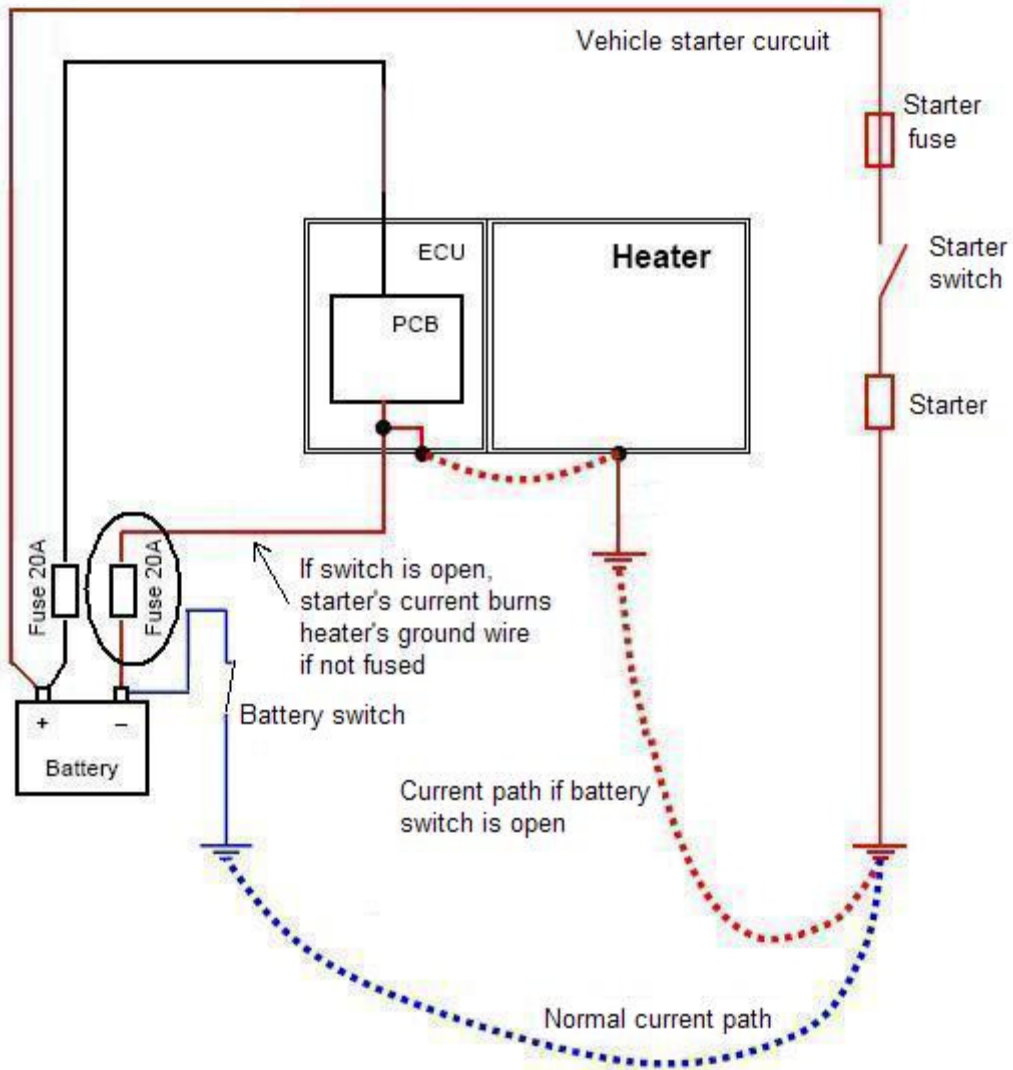 Vehicle starter curcuit
Starter
fuse
ECU
Heater
Starter
switch
PCB
Starter
Fuse 20A
Fuse 20A
If switch is open,
starter's current burns
heater's ground wire
if not fused
+
–
Battery switch
Battery
Current path if battery
switch is open
Normal current path